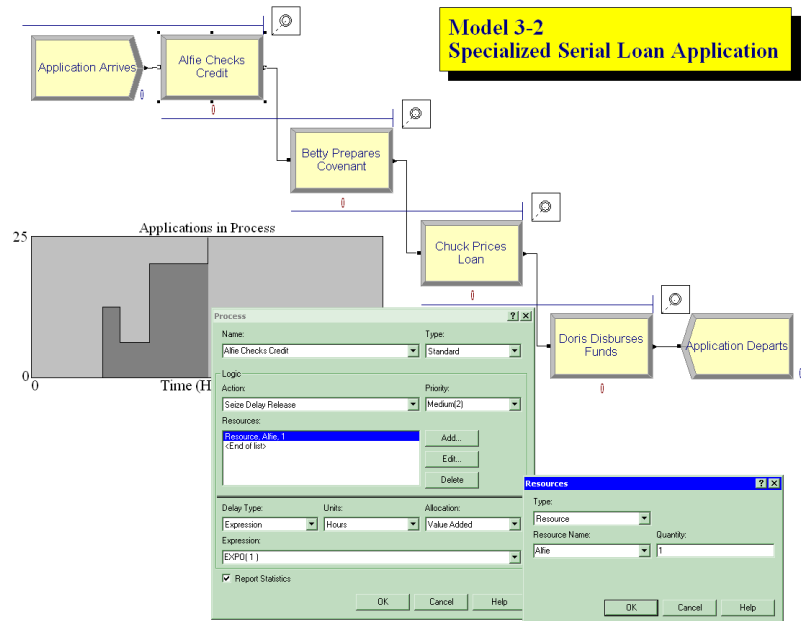 Model 3-2
Specialized Serial Loan Application
Application Arrives
Alfie Checks
Credit
0
0
Betty Prepares
Covenant
0
Chuck Prices
Loan
0
Doris Disburses
Funds
0
Application Departs
0
Applications in Process
25
0
0
Time (H
Process
Name:
Type:
Alfie Checks Credit
Standard
Logic
Action:
Priority:
Seize Delay Release
Medium(2)
Resources:
Resource, Alfie, 1
<End of list>
Add...
Edit...
Delete
Delay Type:
Units:
Allocation:
Expression
Hours
Value Added
Expression:
EXPO( 1 )
Report Statistics
OK
Cancel
Help
Resources
Type:
Resource
Resource Name:
Quantity:
Alfie
1
OK
Cancel
Help